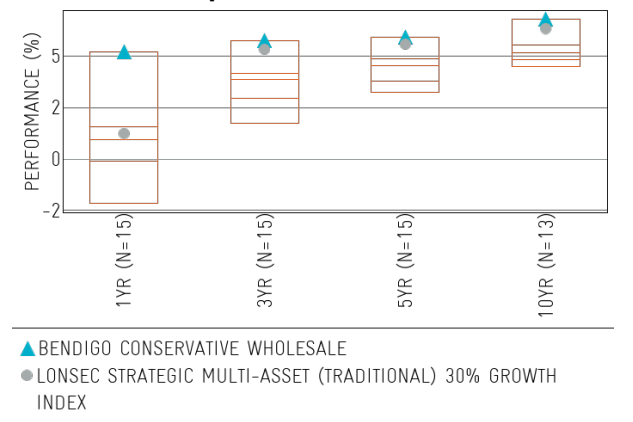 PERFORMANCE (%)
5
2
0
-2
1YR (N=15)
3YR (N=15)
5YR (N=15)
10YR (N=13)
BENDIGO CONSERVATIVE WHOLESALE
LONSEC STRATEGIC MULTI-ASSET (TRADITIONAL) 30% GROWTH
INDEX